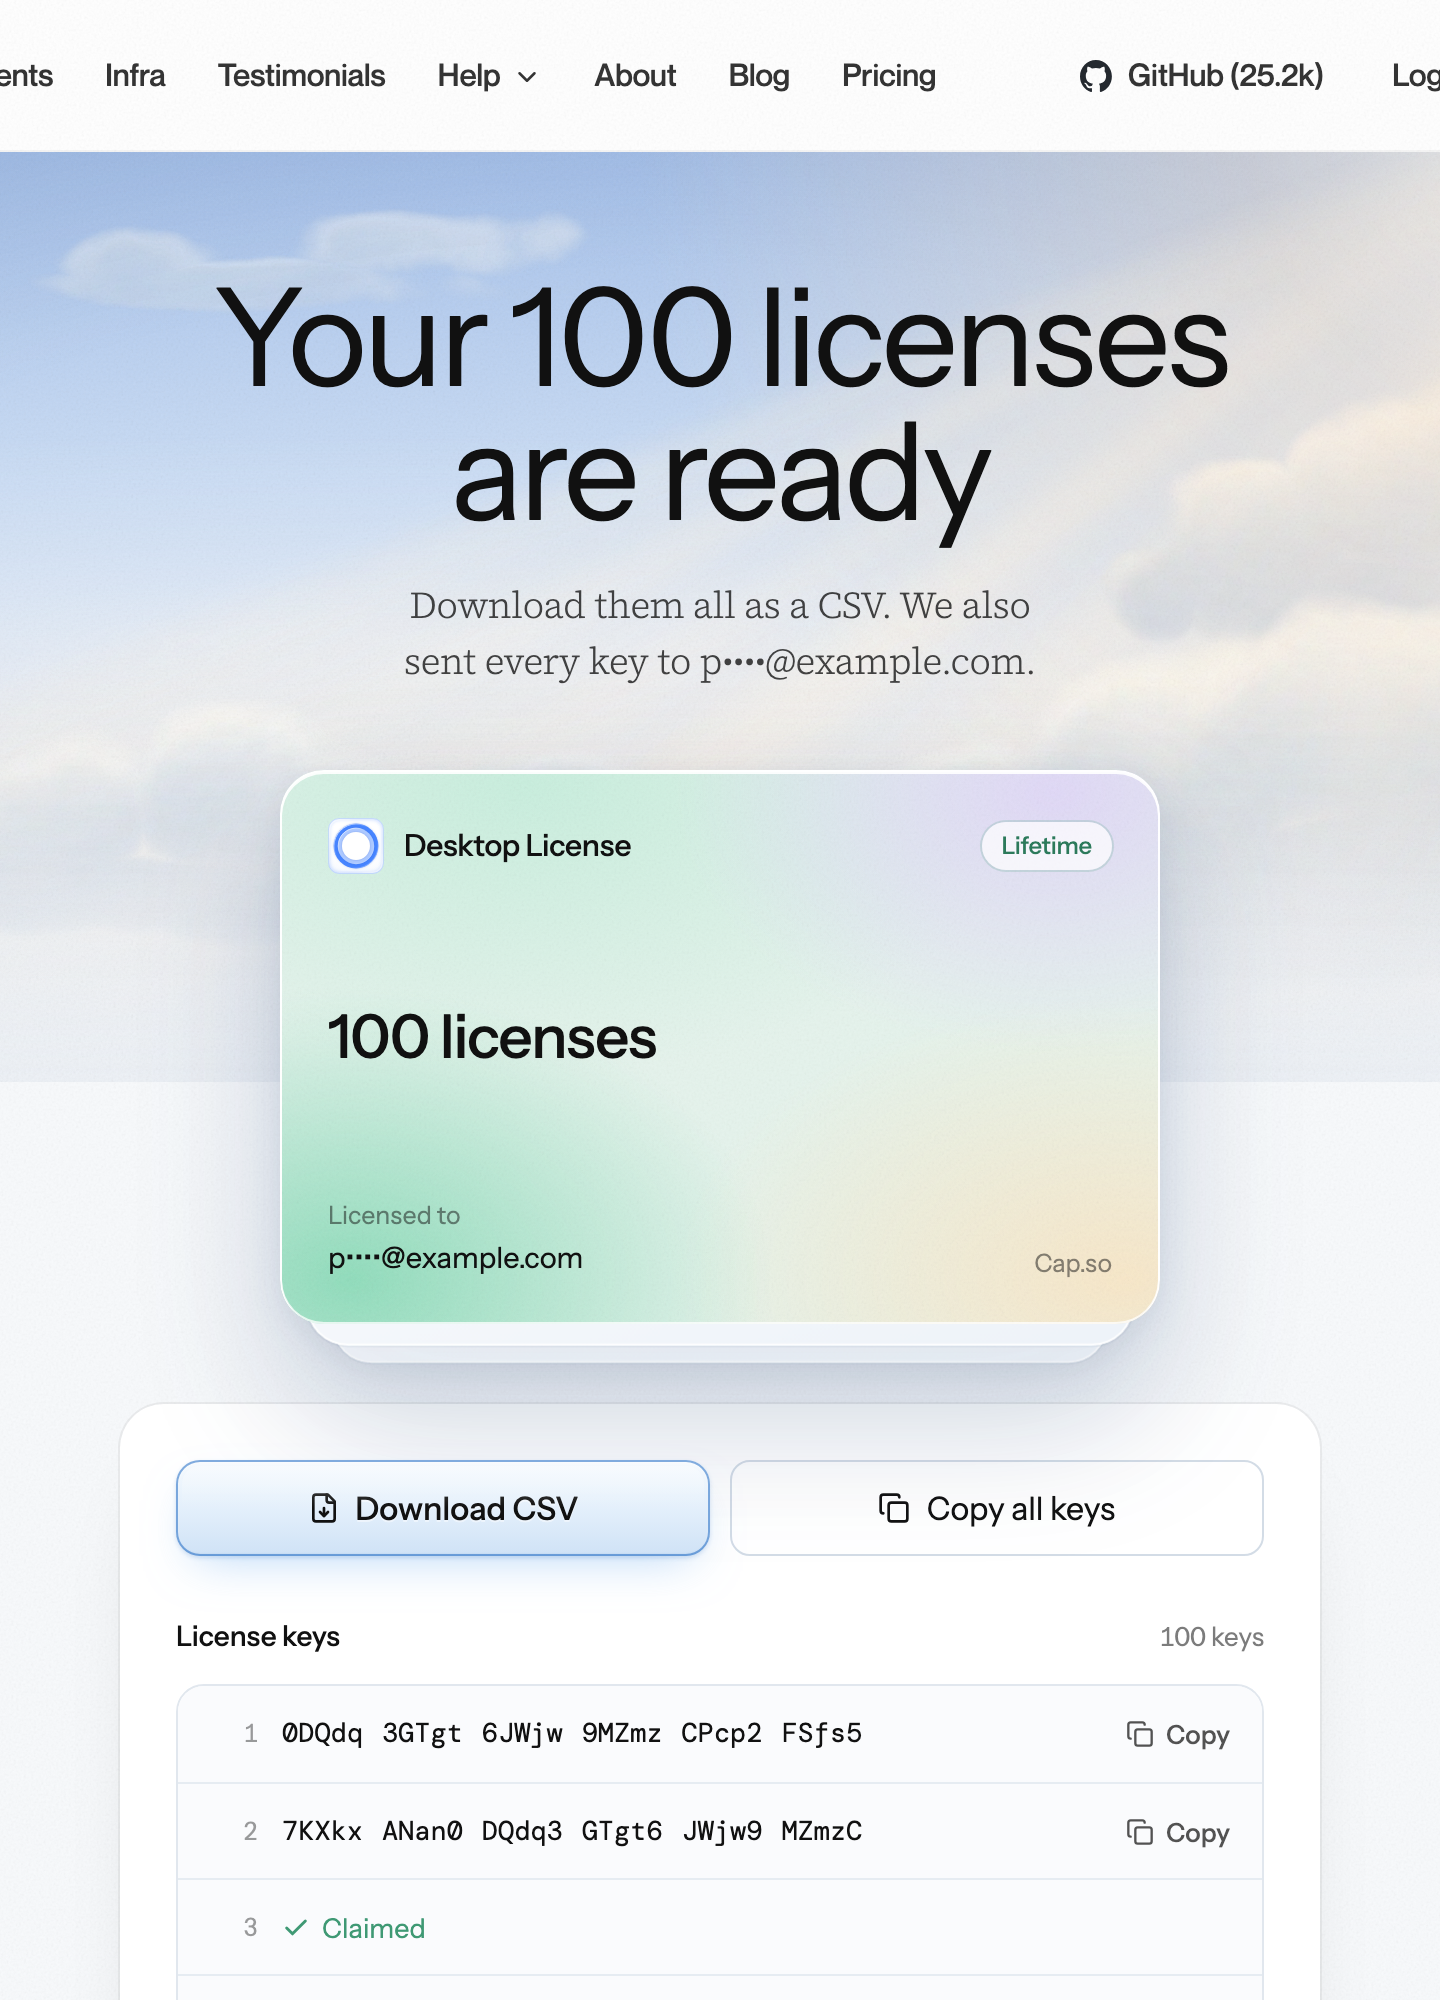 ents Infra Testimonials Help About Blog Pricing GitHub (25.2k) Log
Your 100 licenses
are ready
Download them all as a CSV. We also
sent every key to p••••@example.com.
Desktop License
Lifetime
100 licenses
Licensed to
p••••@example.com
Cap.so
Download CSV
Copy all keys
License keys
100 keys
1 0DQdq 3GTgt 6JWjw 9MZmz CPcp2 FSfs5 Copy
2 7KXkx ANan0 DQdq3 GTgt6 JWjw9 MZmzC Copy
3 Claimed